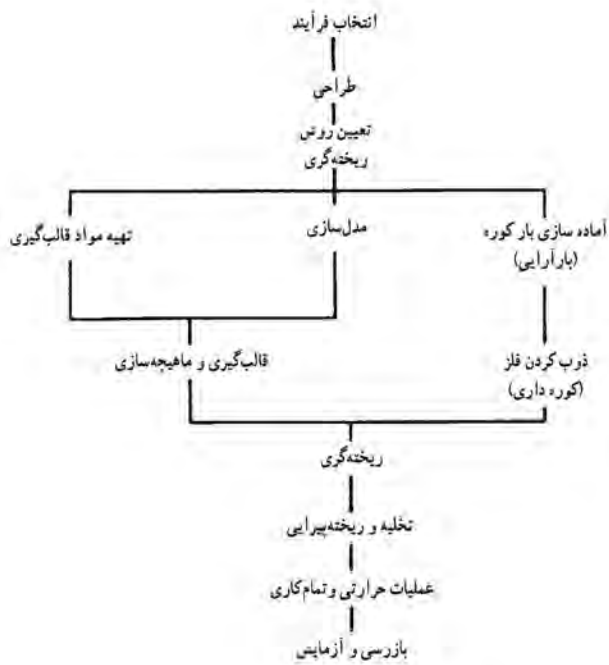 انتخاب فرآیند
طراحی
تعیین روش
ریخته‌گری
آماده سازی بار کوره
(بارآرایی)
مدل‌سازی
تهیه مواد قالب‌گیری
ذوب کردن فلز
(کوره داری)
قالب‌گیری و ماهیچه‌سازی
ریخته‌گری
تخلیه و ریخته‌پیرایی
عملیات حرارتی و تمام‌کاری
بازرسی و آزمایش